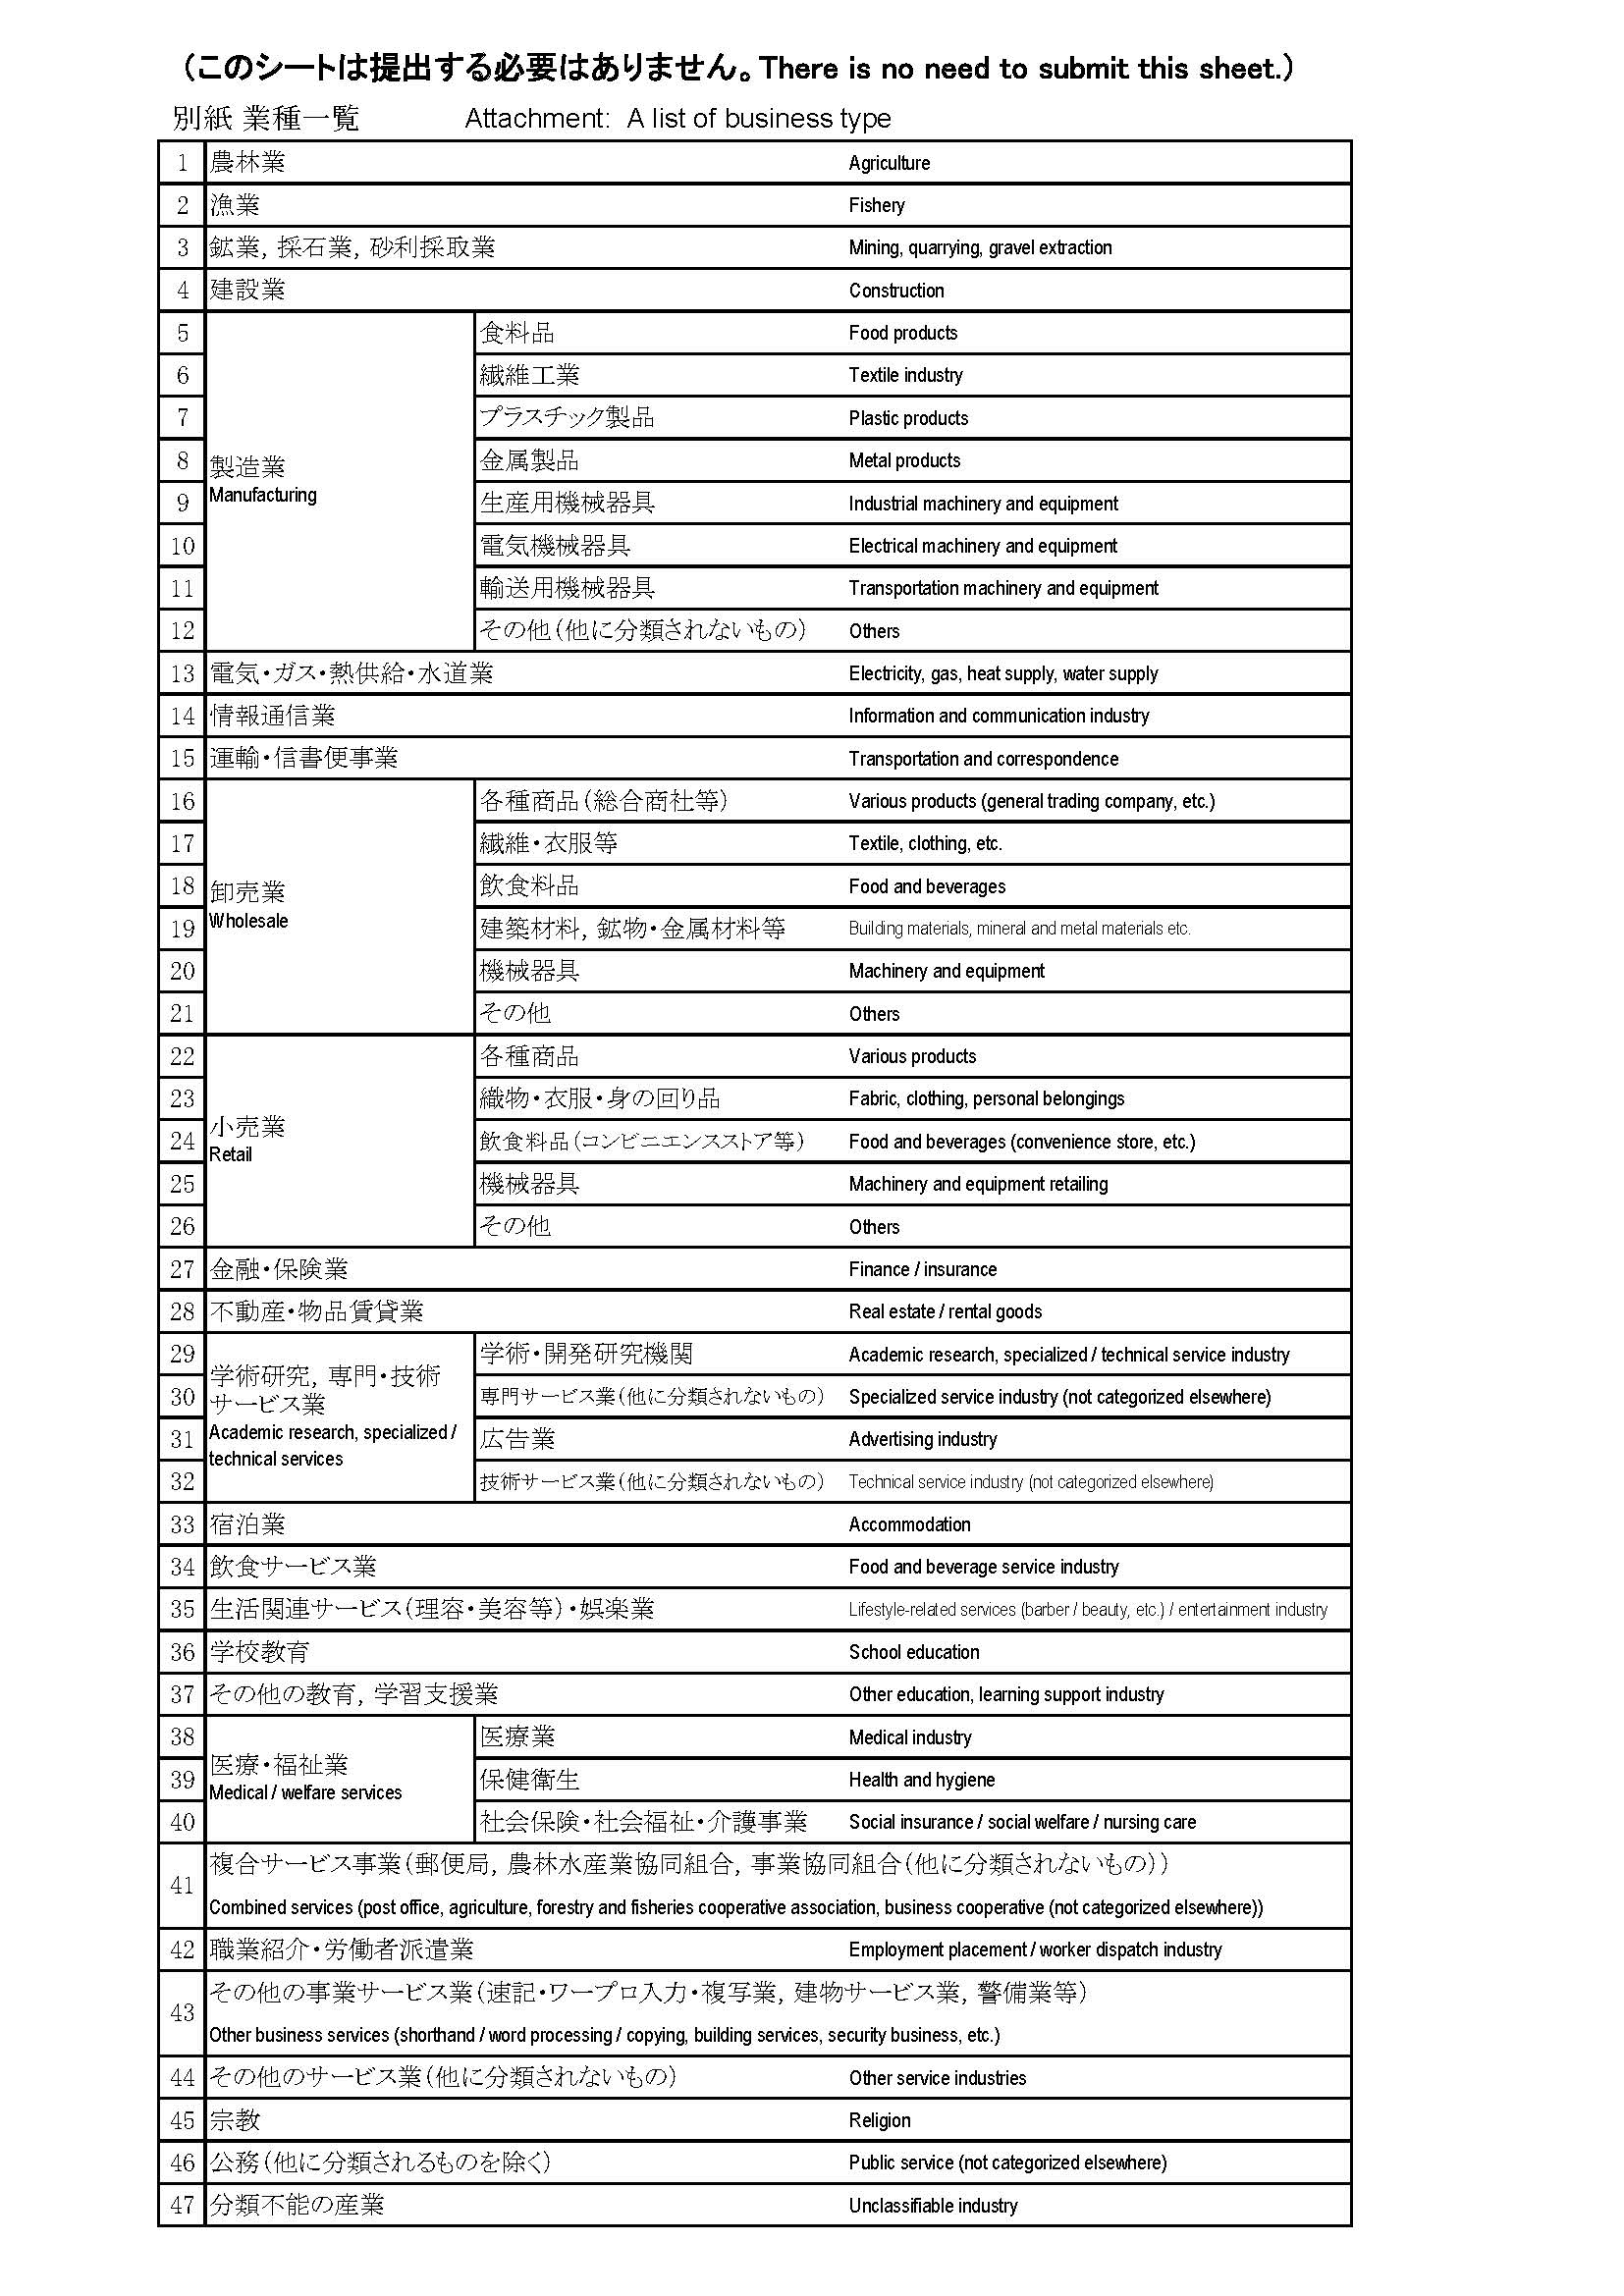 （このシートは提出する必要はありません。There is no need to submit this sheet.）
別紙 業種一覧 Attachment: A list of business type
1 農林業 Agriculture
2 漁業 Fishery
3 鉱業，採石業，砂利採取業 Mining, quarrying, gravel extraction
4 建設業 Construction
製造業
Manufacturing
5 食料品 Food products
6 繊維工業 Textile industry
7 プラスチック製品 Plastic products
8 金属製品 Metal products
9 生産用機械器具 Industrial machinery and equipment
10 電気機械器具 Electrical machinery and equipment
11 輸送用機械器具 Transportation machinery and equipment
12 その他（他に分類されないもの） Others
13 電気・ガス・熱供給・水道業 Electricity, gas, heat supply, water supply
14 情報通信業 Information and communication industry
15 運輸・信書便事業 Transportation and correspondence
卸売業
Wholesale
16 各種商品（総合商社等） Various products (general trading company, etc.)
17 繊維・衣服等 Textile, clothing, etc.
18 飲食料品 Food and beverages
19 建築材料，鉱物・金属材料等 Building materials, mineral and metal materials etc.
20 機械器具 Machinery and equipment
21 その他 Others
小売業
Retail
22 各種商品 Various products
23 織物・衣服・身の回り品 Fabric, clothing, personal belongings
24 飲食料品（コンビニエンスストア等） Food and beverages (convenience store, etc.)
25 機械器具 Machinery and equipment retailing
26 その他 Others
27 金融・保険業 Finance / insurance
28 不動産・物品賃貸業 Real estate / rental goods
学術研究，専門・技術
サービス業
Academic research, specialized /
technical services
29 学術・開発研究機関 Academic research, specialized / technical service industry
30 専門サービス業（他に分類されないもの） Specialized service industry (not categorized elsewhere)
31 広告業 Advertising industry
32 技術サービス業（他に分類されないもの） Technical service industry (not categorized elsewhere)
33 宿泊業 Accommodation
34 飲食サービス業 Food and beverage service industry
35 生活関連サービス（理容・美容等）・娯楽業 Lifestyle-related services (barber / beauty, etc.) / entertainment industry
36 学校教育 School education
37 その他の教育，学習支援業 Other education, learning support industry
医療・福祉業
Medical / welfare services
38 医療業 Medical industry
39 保健衛生 Health and hygiene
40 社会保険・社会福祉・介護事業 Social insurance / social welfare / nursing care
41 複合サービス事業（郵便局，農林水産業協同組合，事業協同組合（他に分類されないもの））
Combined services (post office, agriculture, forestry and fisheries cooperative association, business cooperative (not categorized elsewhere))
42 職業紹介・労働者派遣業 Employment placement / worker dispatch industry
43 その他の事業サービス業（速記・ワープロ入力・複写業，建物サービス業，警備業等）
Other business services (shorthand / word processing / copying, building services, security business, etc.)
44 その他のサービス業（他に分類されないもの） Other service industries
45 宗教 Religion
46 公務（他に分類されるものを除く） Public service (not categorized elsewhere)
47 分類不能の産業 Unclassifiable industry